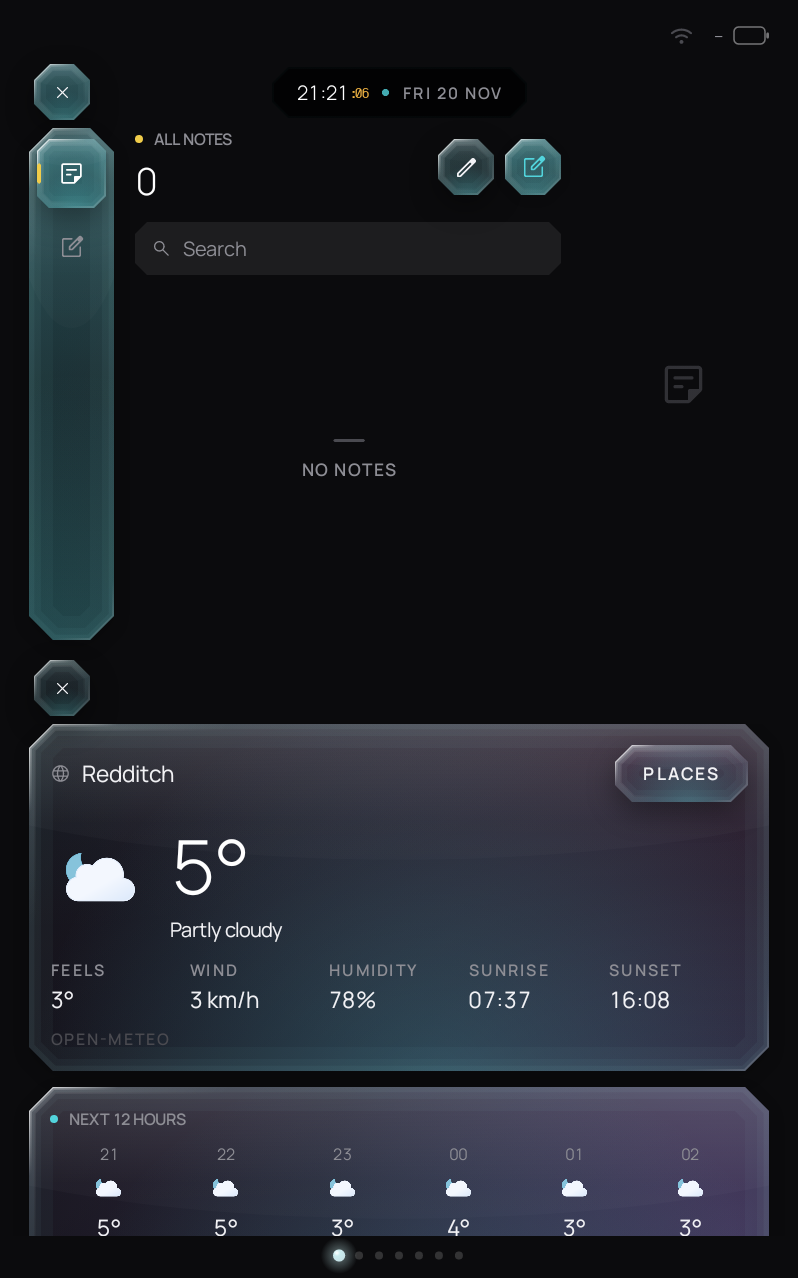 –
21:21:06 FRI 20 NOV
ALL NOTES
0
Search
NO NOTES
Redditch
PLACES
5°
Partly cloudy
FEELS WIND HUMIDITY SUNRISE SUNSET
3° 3 km/h 78% 07:37 16:08
OPEN-METEO
NEXT 12 HOURS
21 22 23 00 01 02
5° 5° 3° 4° 3° 3°